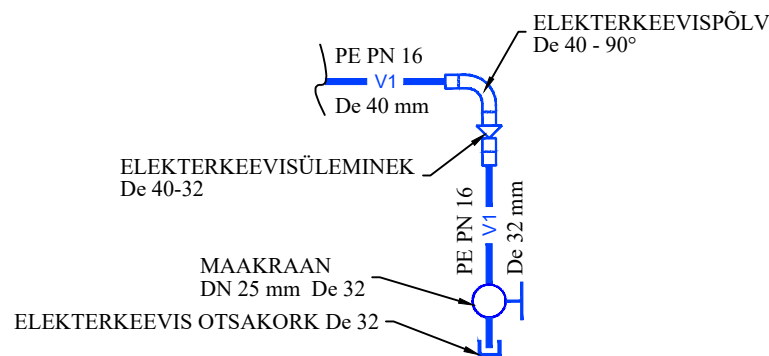 ELEKTERKEEVISPÕLV
De 40 - 90°
PE PN 16
V1
De 40 mm
ELEKTERKEEVISÜLEMINEK
De 40-32
PE PN 16
V1
De 32 mm
MAAKRAAN
DN 25 mm  De 32
ELEKTERKEEVIS OTSAKORK De 32